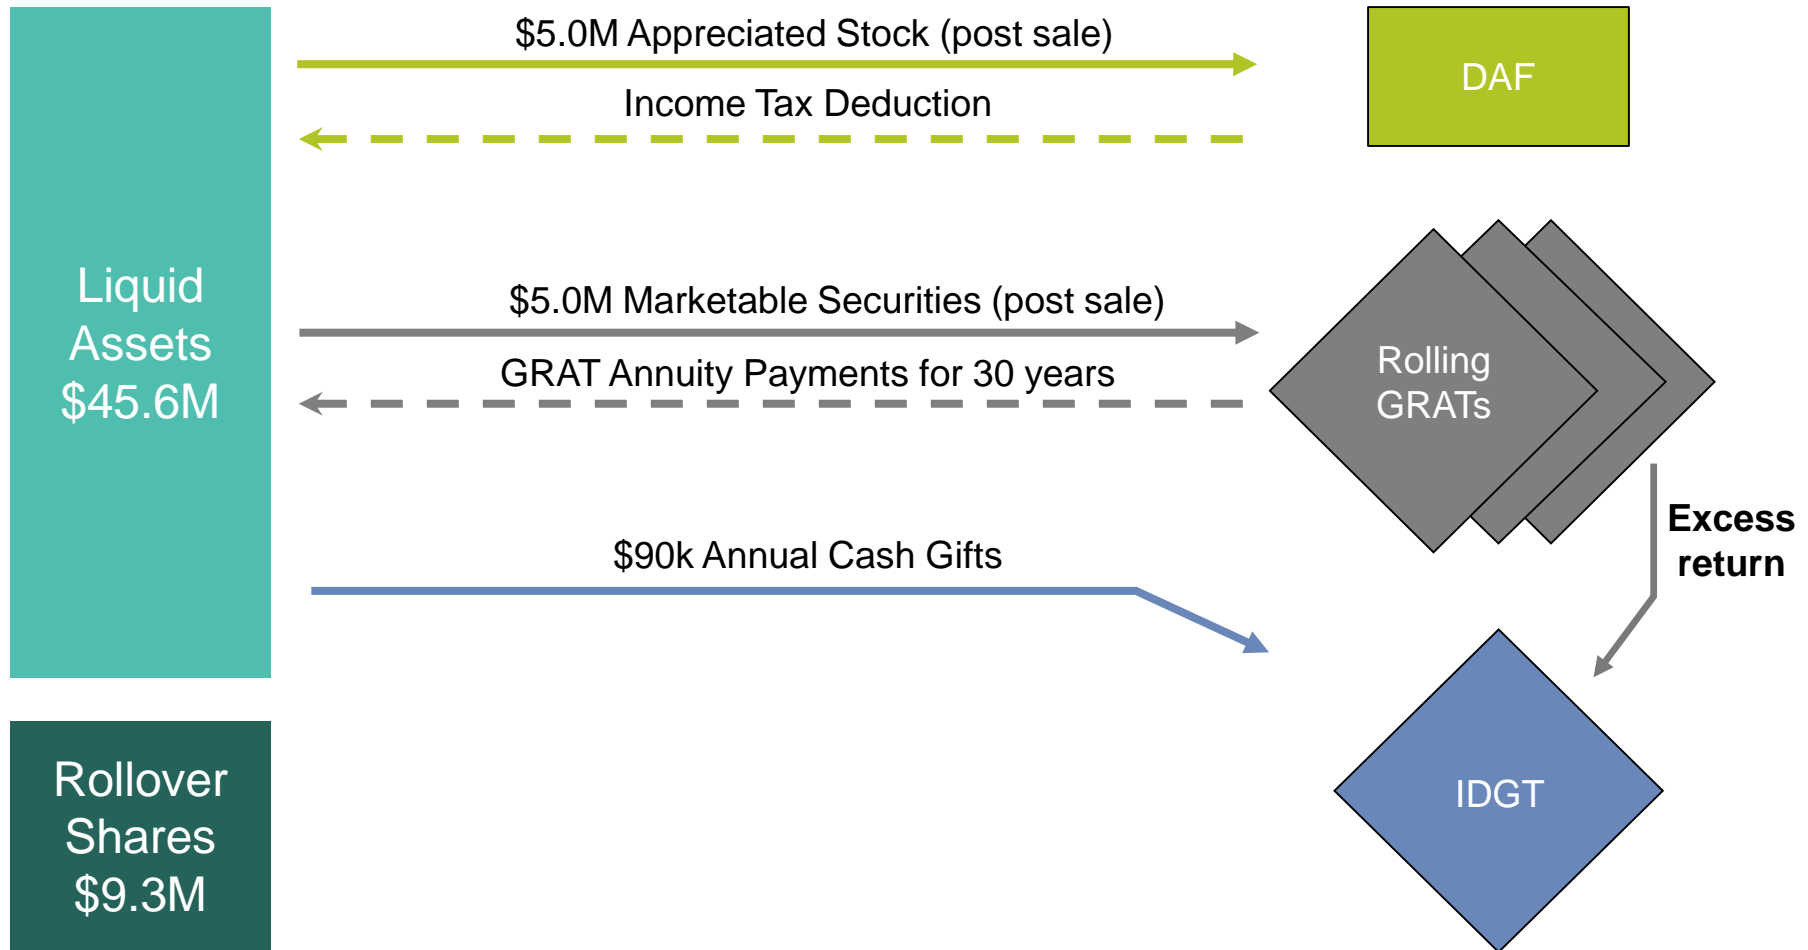 $5.0M Appreciated Stock (post sale)
DAF
Income Tax Deduction
Liquid
Assets
$45.6M
$5.0M Marketable Securities (post sale)
GRAT Annuity Payments for 30 years
Rolling
GRATs
Excess
return
$90k Annual Cash Gifts
IDGT
Rollover
Shares
$9.3M